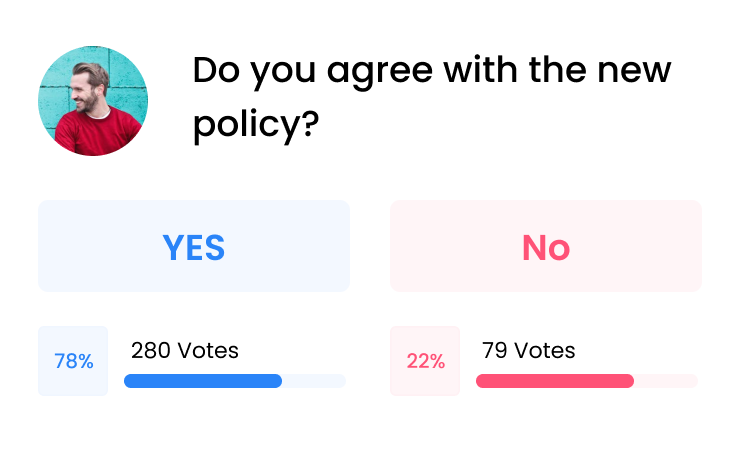 Do you agree with the new
policy?
YES
No
78%
280 Votes
22%
79 Votes